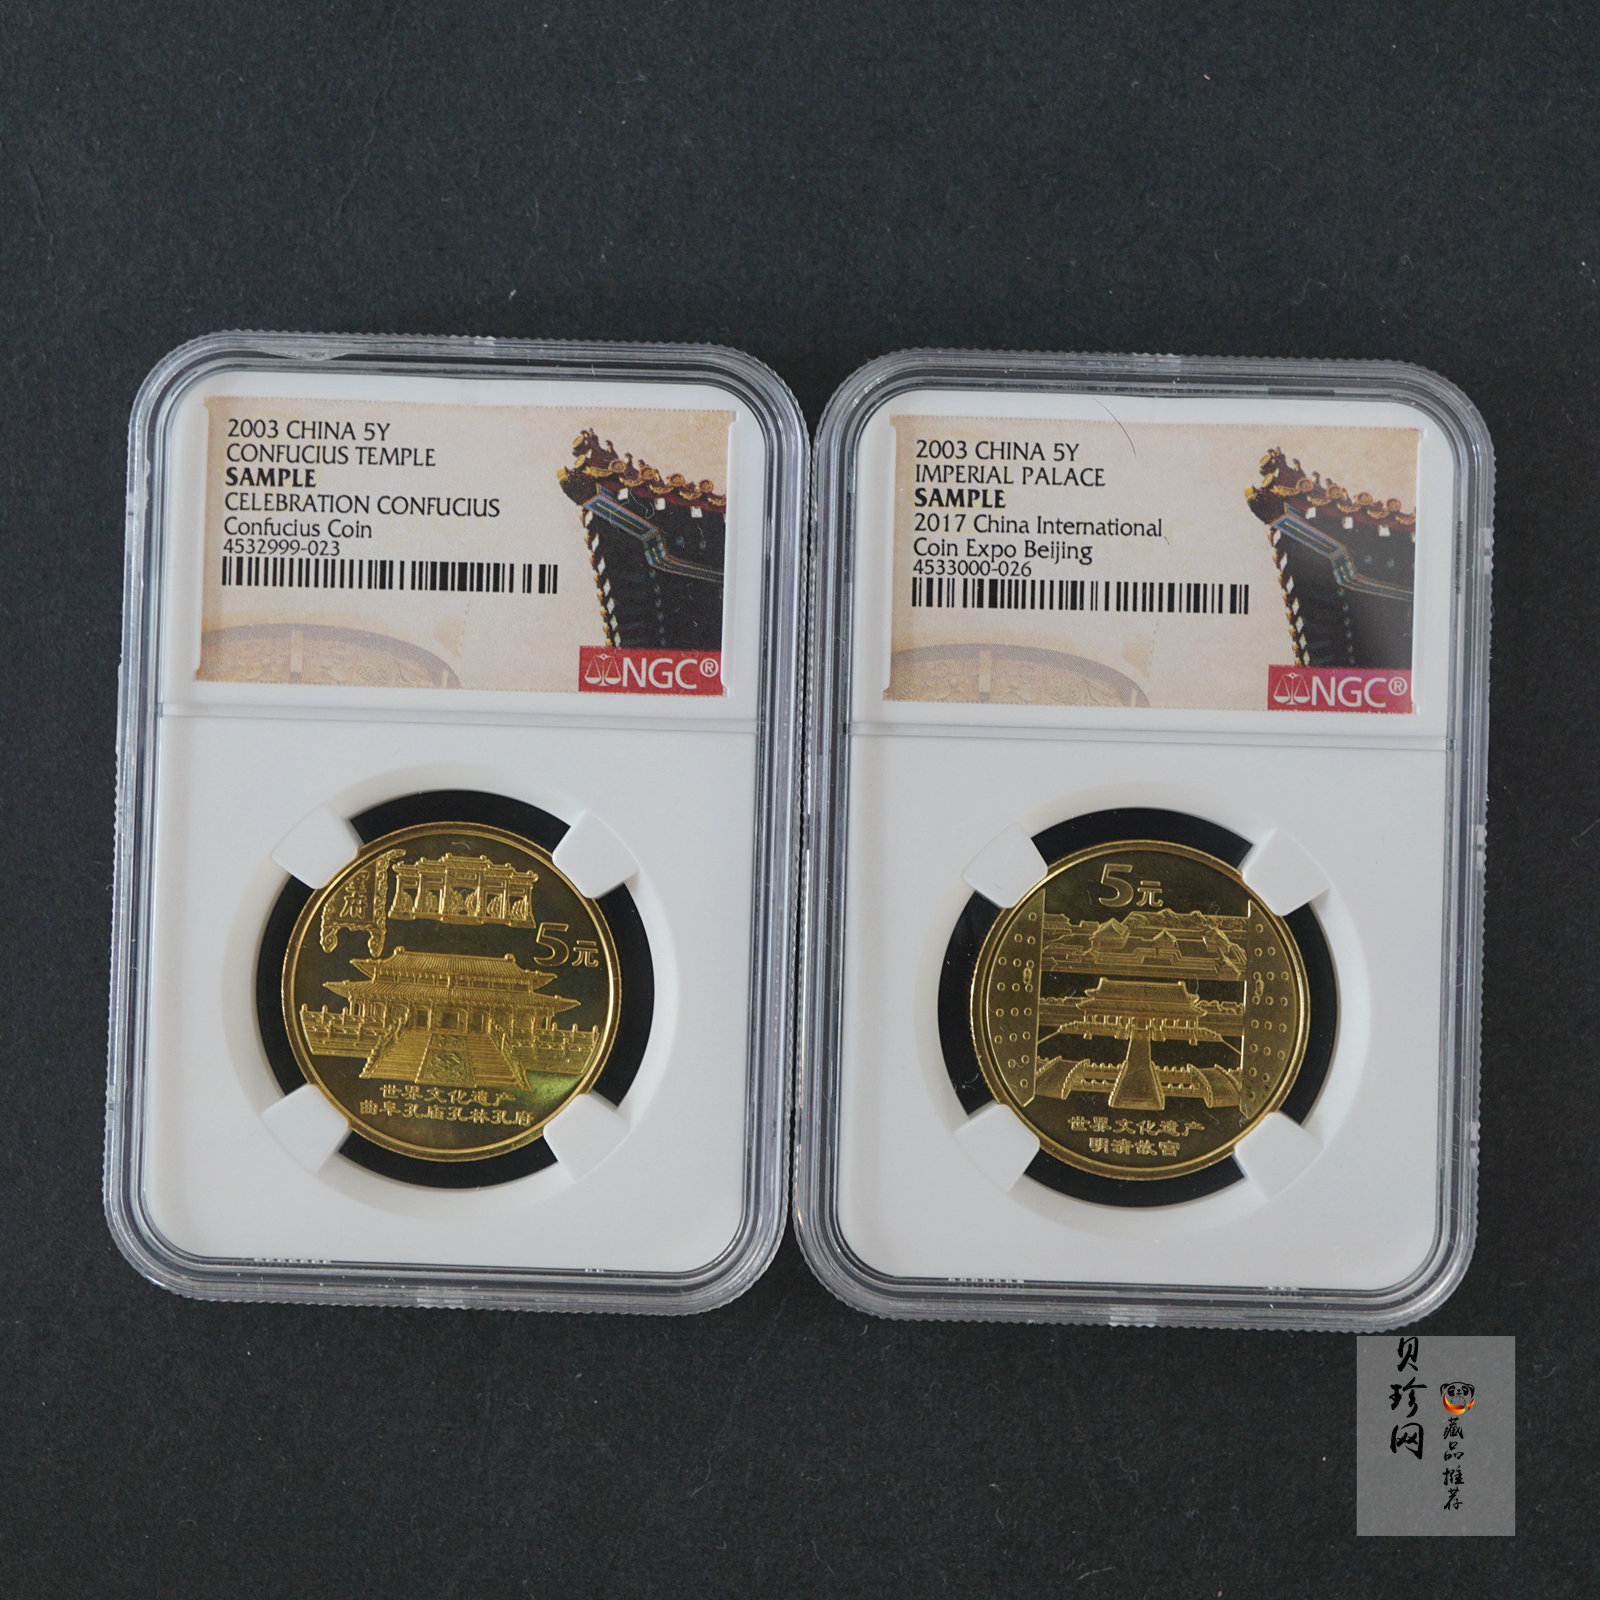 2003 CHINA 5Y
CONFUCIUS TEMPLE
SAMPLE
CELEBRATION CONFUCIUS
Confucius Coin
4532999-023
NGC®
5元
府
世界文化遗产
曲阜孔庙孔林孔府
2003 CHINA 5Y
IMPERIAL PALACE
SAMPLE
2017 China International
Coin Expo Beijing
4533000-026
NGC®
5元
世界文化遗产
明清故宫
贝珍网
藏品推荐